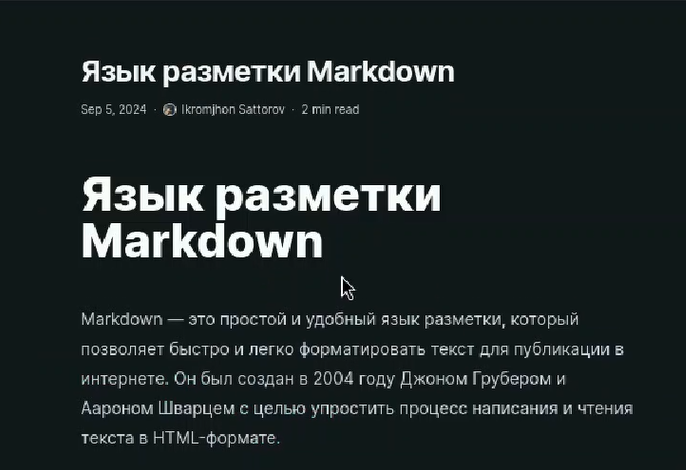 Язык разметки Markdown
Sep 5, 2024 · Ikromjhon Sattorov · 2 min read
Язык разметки
Markdown
Markdown — это простой и удобный язык разметки, который
позволяет быстро и легко форматировать текст для публикации в
интернете. Он был создан в 2004 году Джоном Грубером и
Аароном Шварцем с целью упростить процесс написания и чтения
текста в HTML-формате.